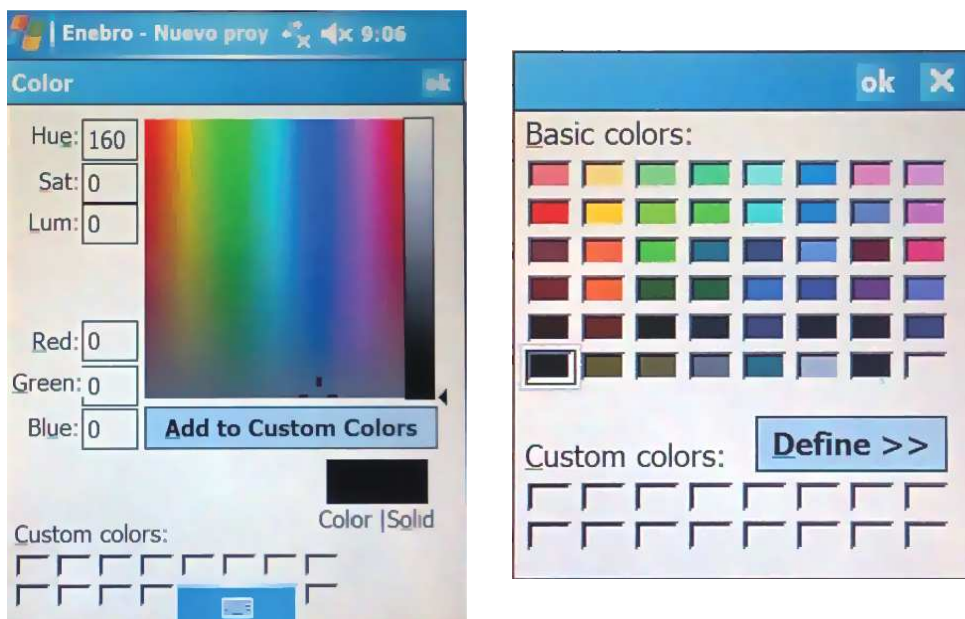 Enebro - Nuevo proy 9:06
Color ok
Hue: 160
Sat: 0
Lum: 0
Red: 0
Green: 0
Blue: 0
Add to Custom Colors
Color |Solid
Custom colors:
ok
Basic colors:
Custom colors:
Define >>